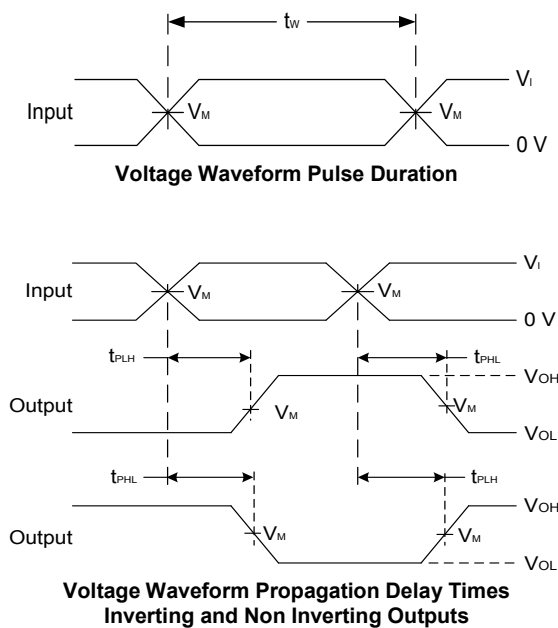 tW
VI
Input
VM
VM
0 V
Voltage Waveform Pulse Duration
VI
Input
VM
VM
0 V
tPLH
tPHL
VOH
Output
VM
VM
VOL
tPHL
tPLH
VOH
Output
VM
VM
VOL
Voltage Waveform Propagation Delay Times
Inverting and Non Inverting Outputs